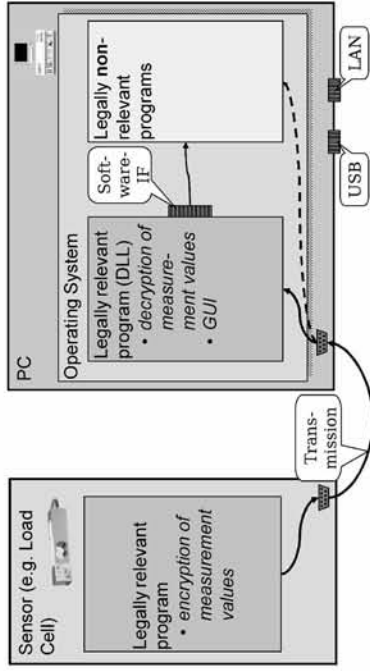 Sensor (e.g. Load
Cell)
Legally relevant
program
• encryption of
measurement
values
Trans-
mission
PC
Operating System
Legally relevant
program (DLL)
• decryption of
measure-
ment values
• GUI
Soft-
ware-
IF
Legally non-
relevant
programs
USB
LAN